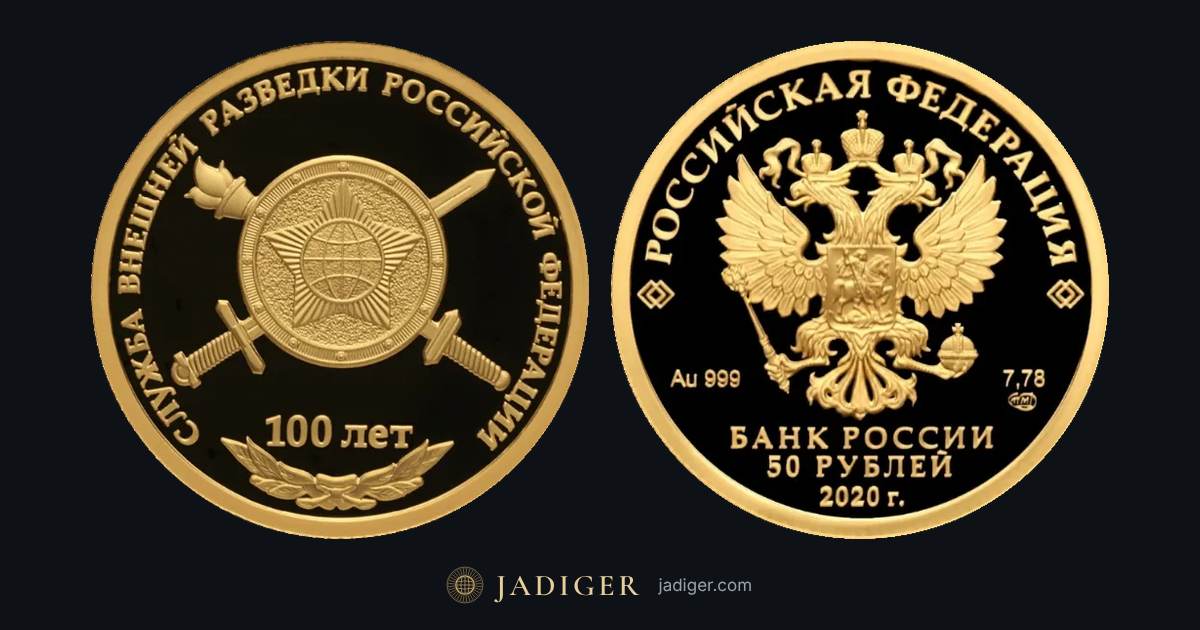 СЛУЖБА ВНЕШНЕЙ РАЗВЕДКИ РОССИЙСКОЙ ФЕДЕРАЦИИ
100 лет
РОССИЙСКАЯ ФЕДЕРАЦИЯ
Au 999
7,78
БАНК РОССИИ
50 РУБЛЕЙ
2020 г.
JADIGER jadiger.com